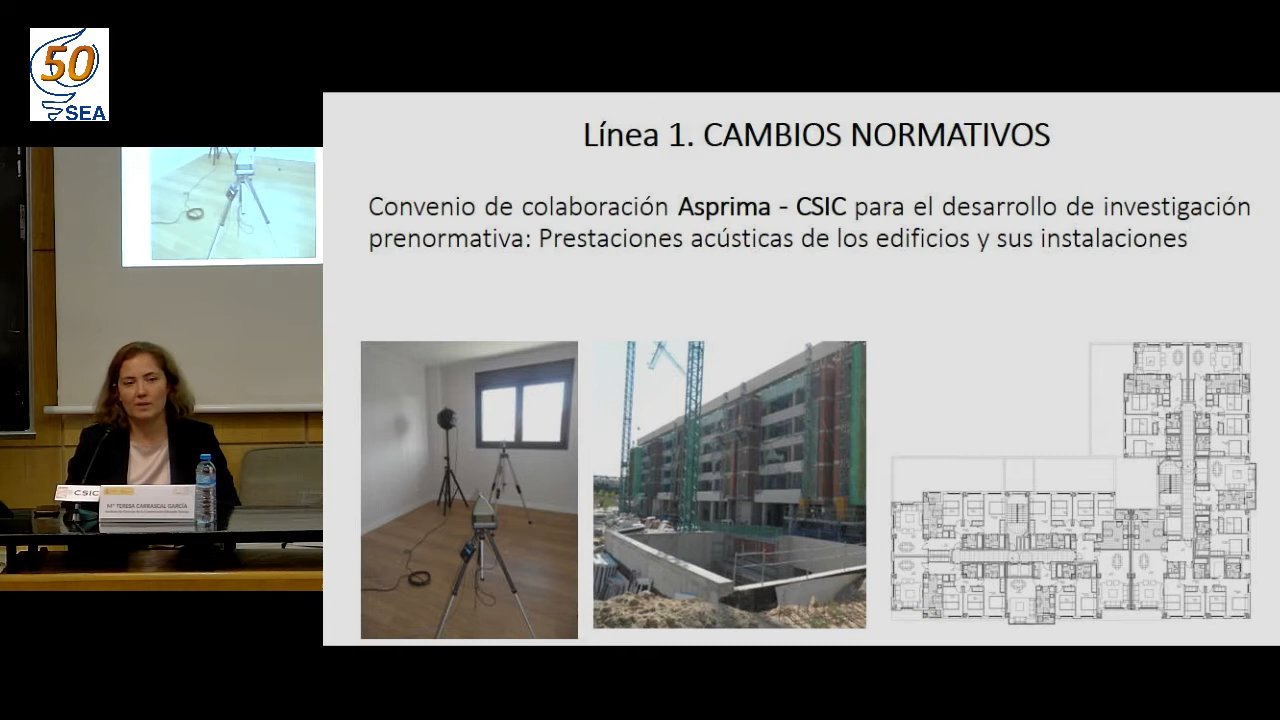 50
SEA
Línea 1. CAMBIOS NORMATIVOS
Convenio de colaboración Asprima - CSIC para el desarrollo de investigación
prenormativa: Prestaciones acústicas de los edificios y sus instalaciones
CSIC
Mª TERESA CARRASCAL GARCÍA